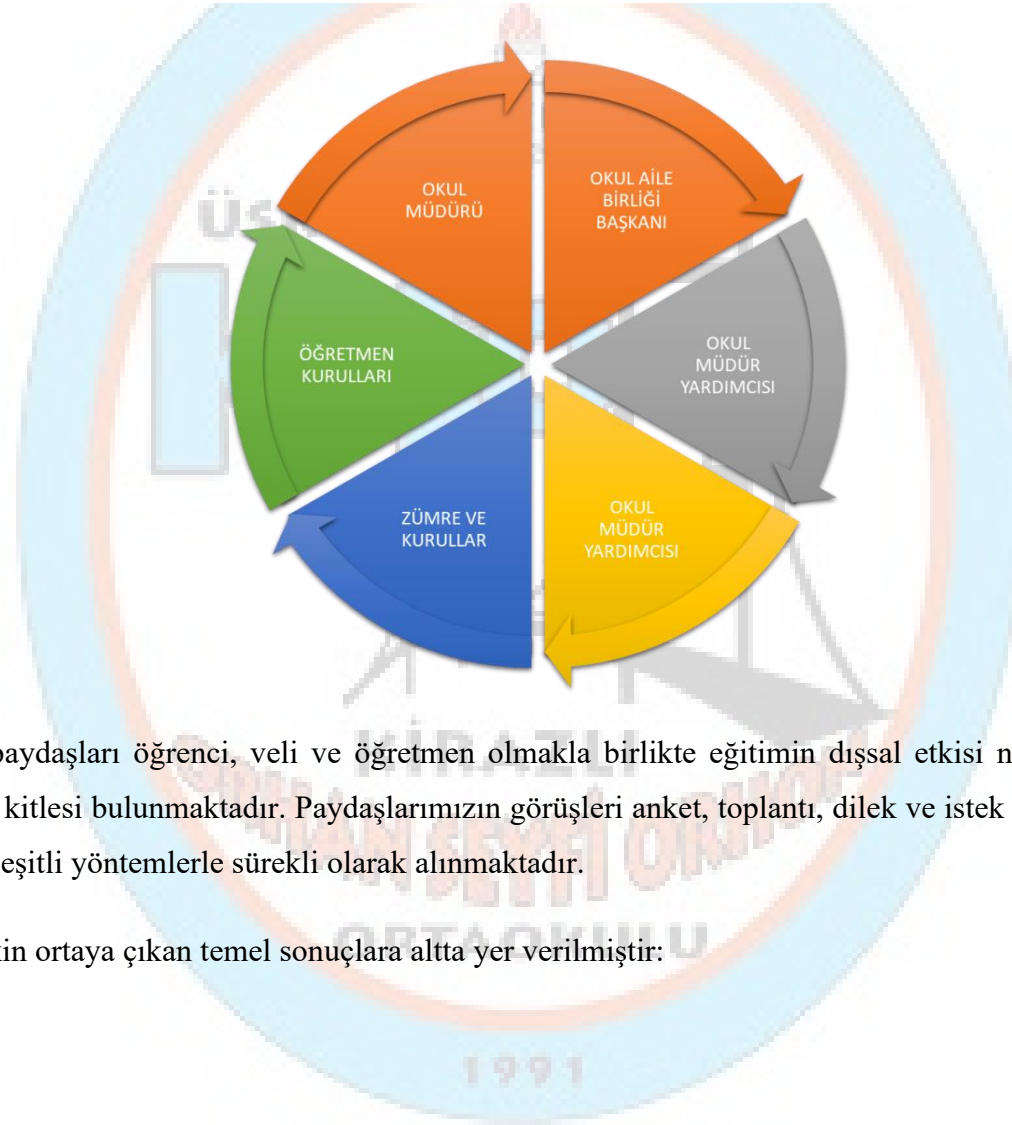 OKUL
MÜDÜRÜ
OKUL AİLE
BİRLİĞİ
BAŞKANI
OKUL
MÜDÜR
YARDIMCISI
OKUL
MÜDÜR
YARDIMCISI
ZÜMRE VE
KURULLAR
ÖĞRETMEN
KURULLARI
paydaşları öğrenci, veli ve öğretmen olmakla birlikte eğitimin dışsal etkisi
kitlesi bulunmaktadır. Paydaşlarımızın görüşleri anket, toplantı, dilek ve istek
yöntemlerle sürekli olarak alınmaktadır.
ortaya çıkan temel sonuçlara altta yer verilmiştir:
KİRAZLI
ORTAOKULU
1991